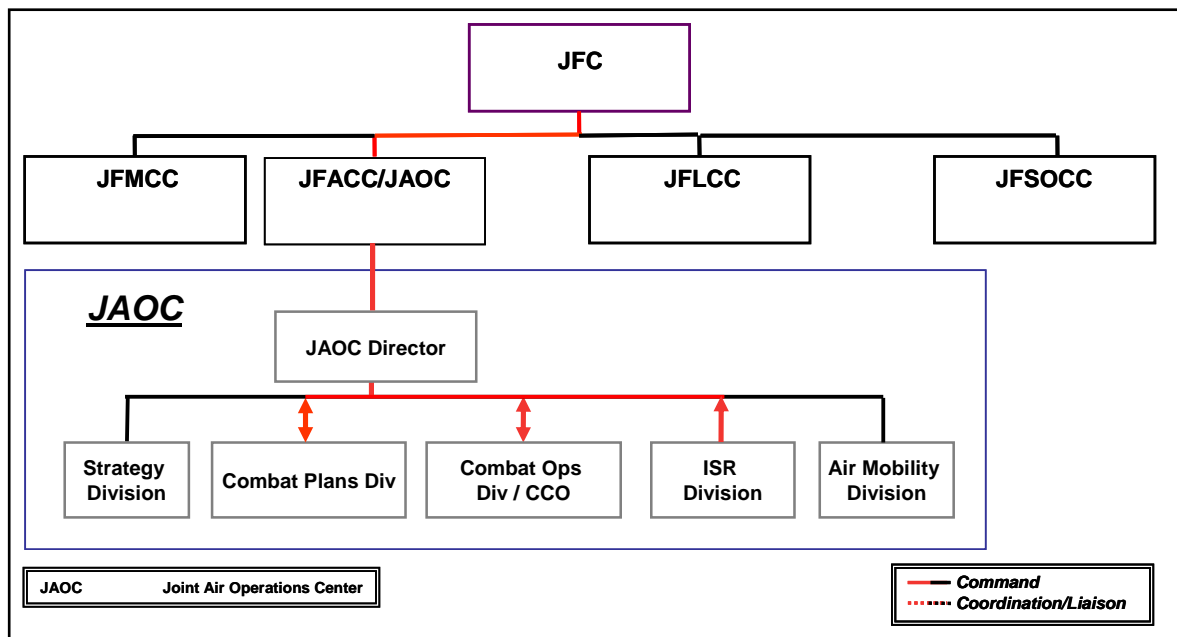 JFC
JFMCC
JFACC/JAOC
JFLCC
JFSOCC
JAOC
JAOC Director
Strategy
Division
Combat Plans Div
Combat Ops
Div / CCO
ISR
Division
Air Mobility
Division
JAOC Joint Air Operations Center
Command
Coordination/Liaison